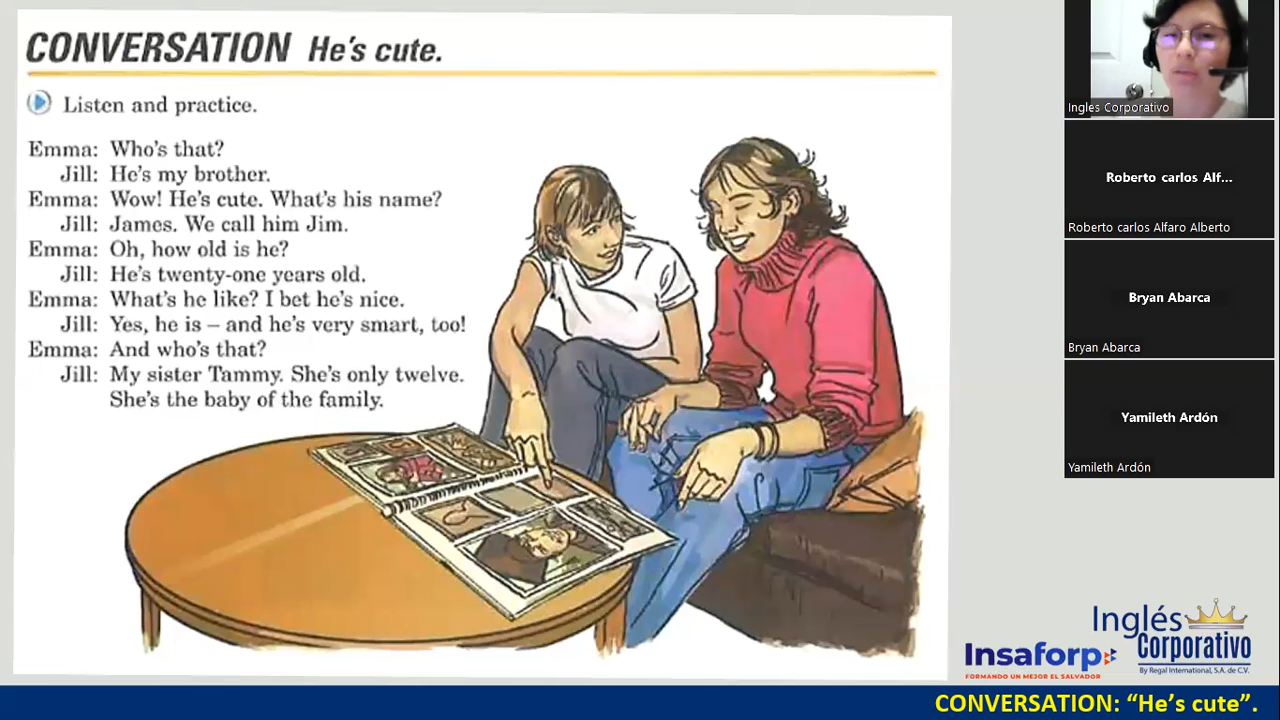 CONVERSATION He's cute.
Listen and practice.
Emma: Who's that?
Jill: He's my brother.
Emma: Wow! He's cute. What's his name?
Jill: James. We call him Jim.
Emma: Oh, how old is he?
Jill: He's twenty-one years old.
Emma: What's he like? I bet he's nice.
Jill: Yes, he is – and he's very smart, too!
Emma: And who's that?
Jill: My sister Tammy. She's only twelve.
She's the baby of the family.
Ingles Corporativo
Roberto carlos Alf...
Roberto carlos Alfaro Alberto
Bryan Abarca
Bryan Abarca
Yamileth Ardón
Yamileth Ardón
Insaforp
FORMANDO UN MEJOR EL SALVADOR
Inglés
Corporativo
By Regal International, S.A. de C.V.
CONVERSATION: “He’s cute”.